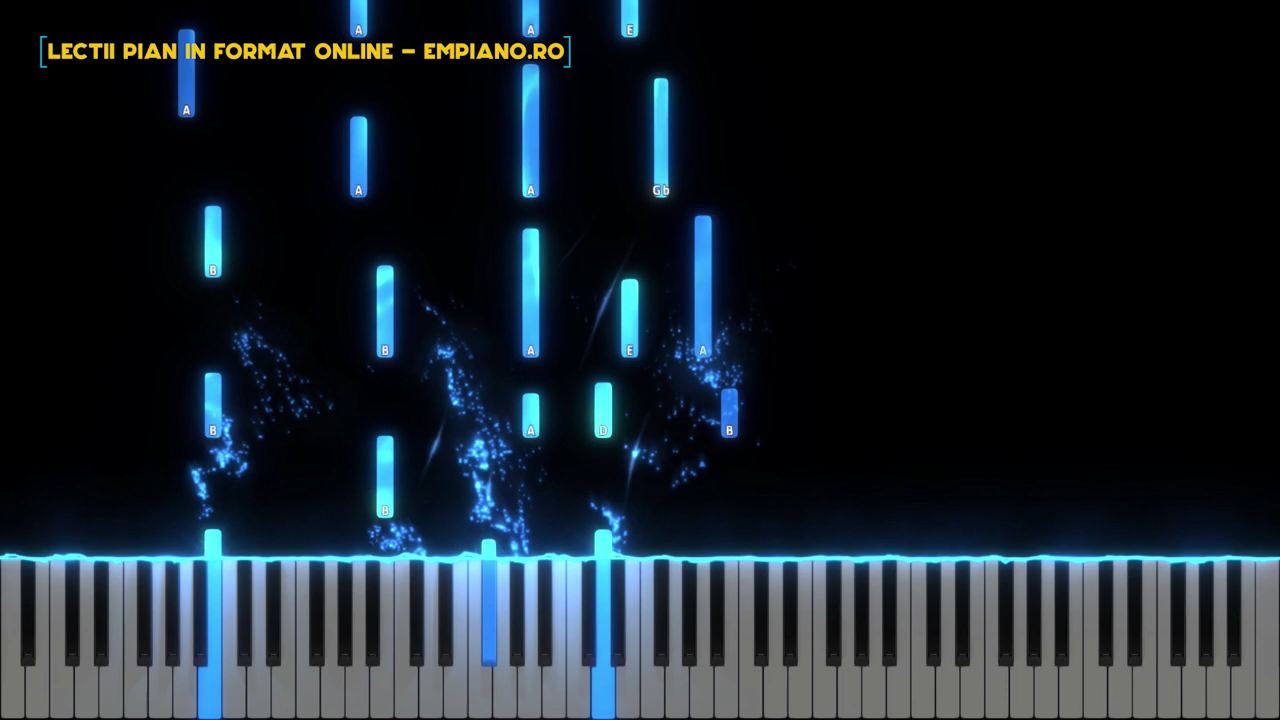 A A E
[LECTII PIAN IN FORMAT ONLINE – EMPIANO.RO]
A
A A Gb
B
B A E A
B A D B
B